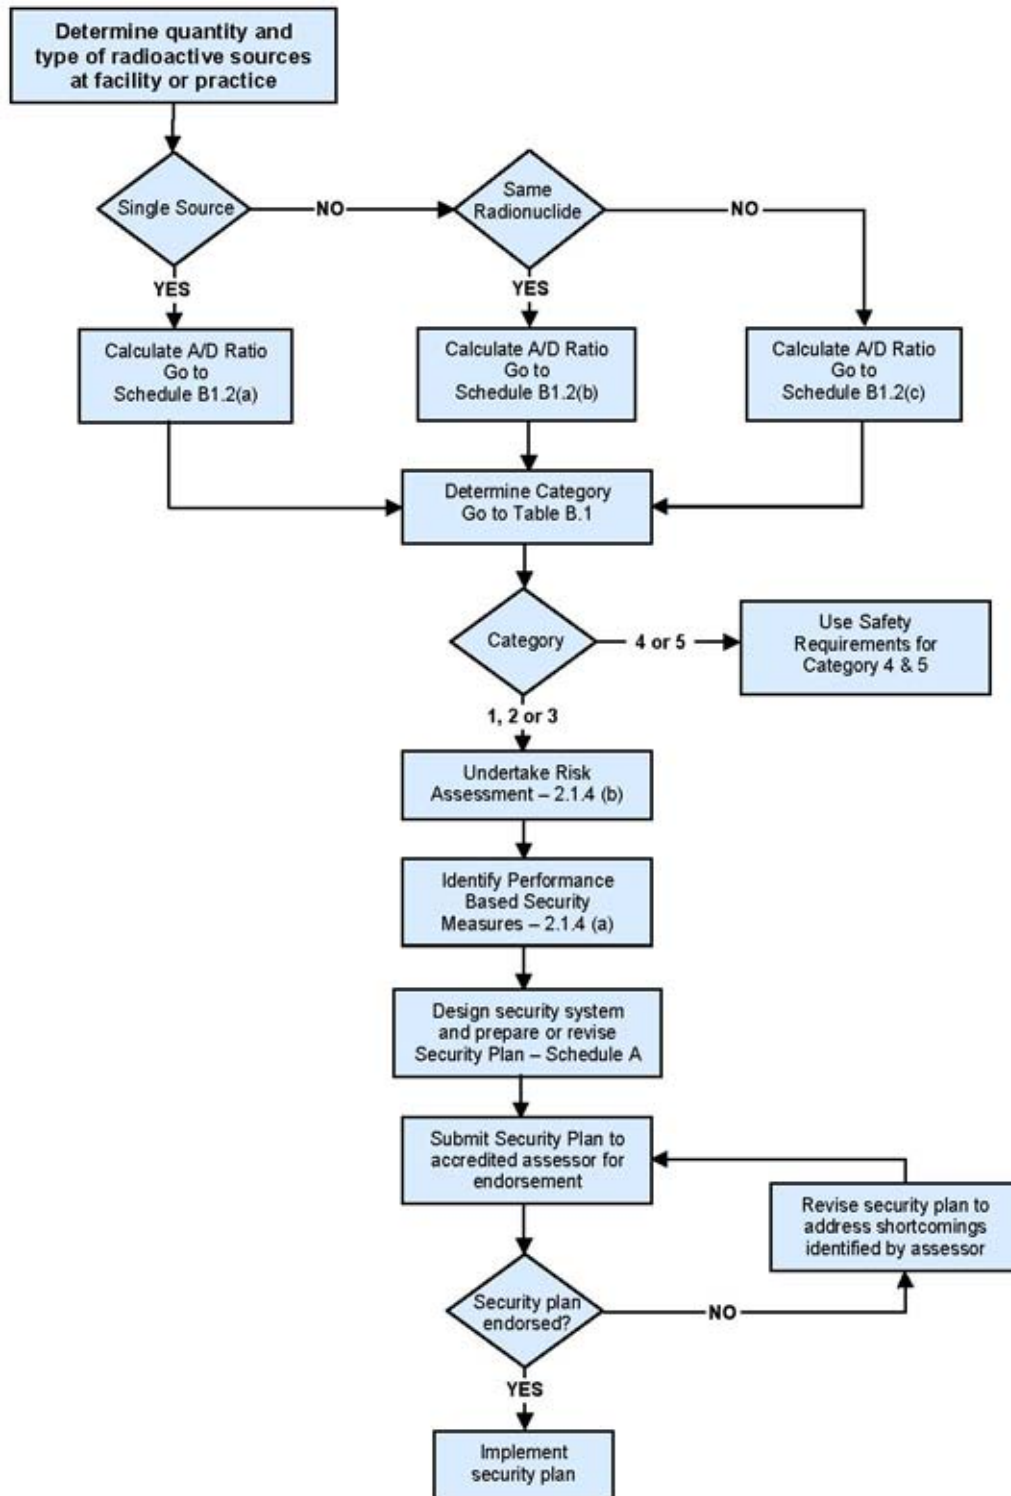 Determine quantity and
type of radioactive sources
at facility or practice
Single Source
NO
Same
Radionuclide
NO
YES
YES
Calculate A/D Ratio
Go to
Schedule B1.2(a)
Calculate A/D Ratio
Go to
Schedule B1.2(b)
Calculate A/D Ratio
Go to
Schedule B1.2(c)
Determine Category
Go to Table B.1
Category
4 or 5
Use Safety
Requirements for
Category 4 & 5
1, 2 or 3
Undertake Risk
Assessment – 2.1.4 (b)
Identify Performance
Based Security
Measures – 2.1.4 (a)
Design security system
and prepare or revise
Security Plan – Schedule A
Submit Security Plan to
accredited assessor for
endorsement
Revise security plan to
address shortcomings
identified by assessor
Security plan
endorsed?
NO
YES
Implement
security plan